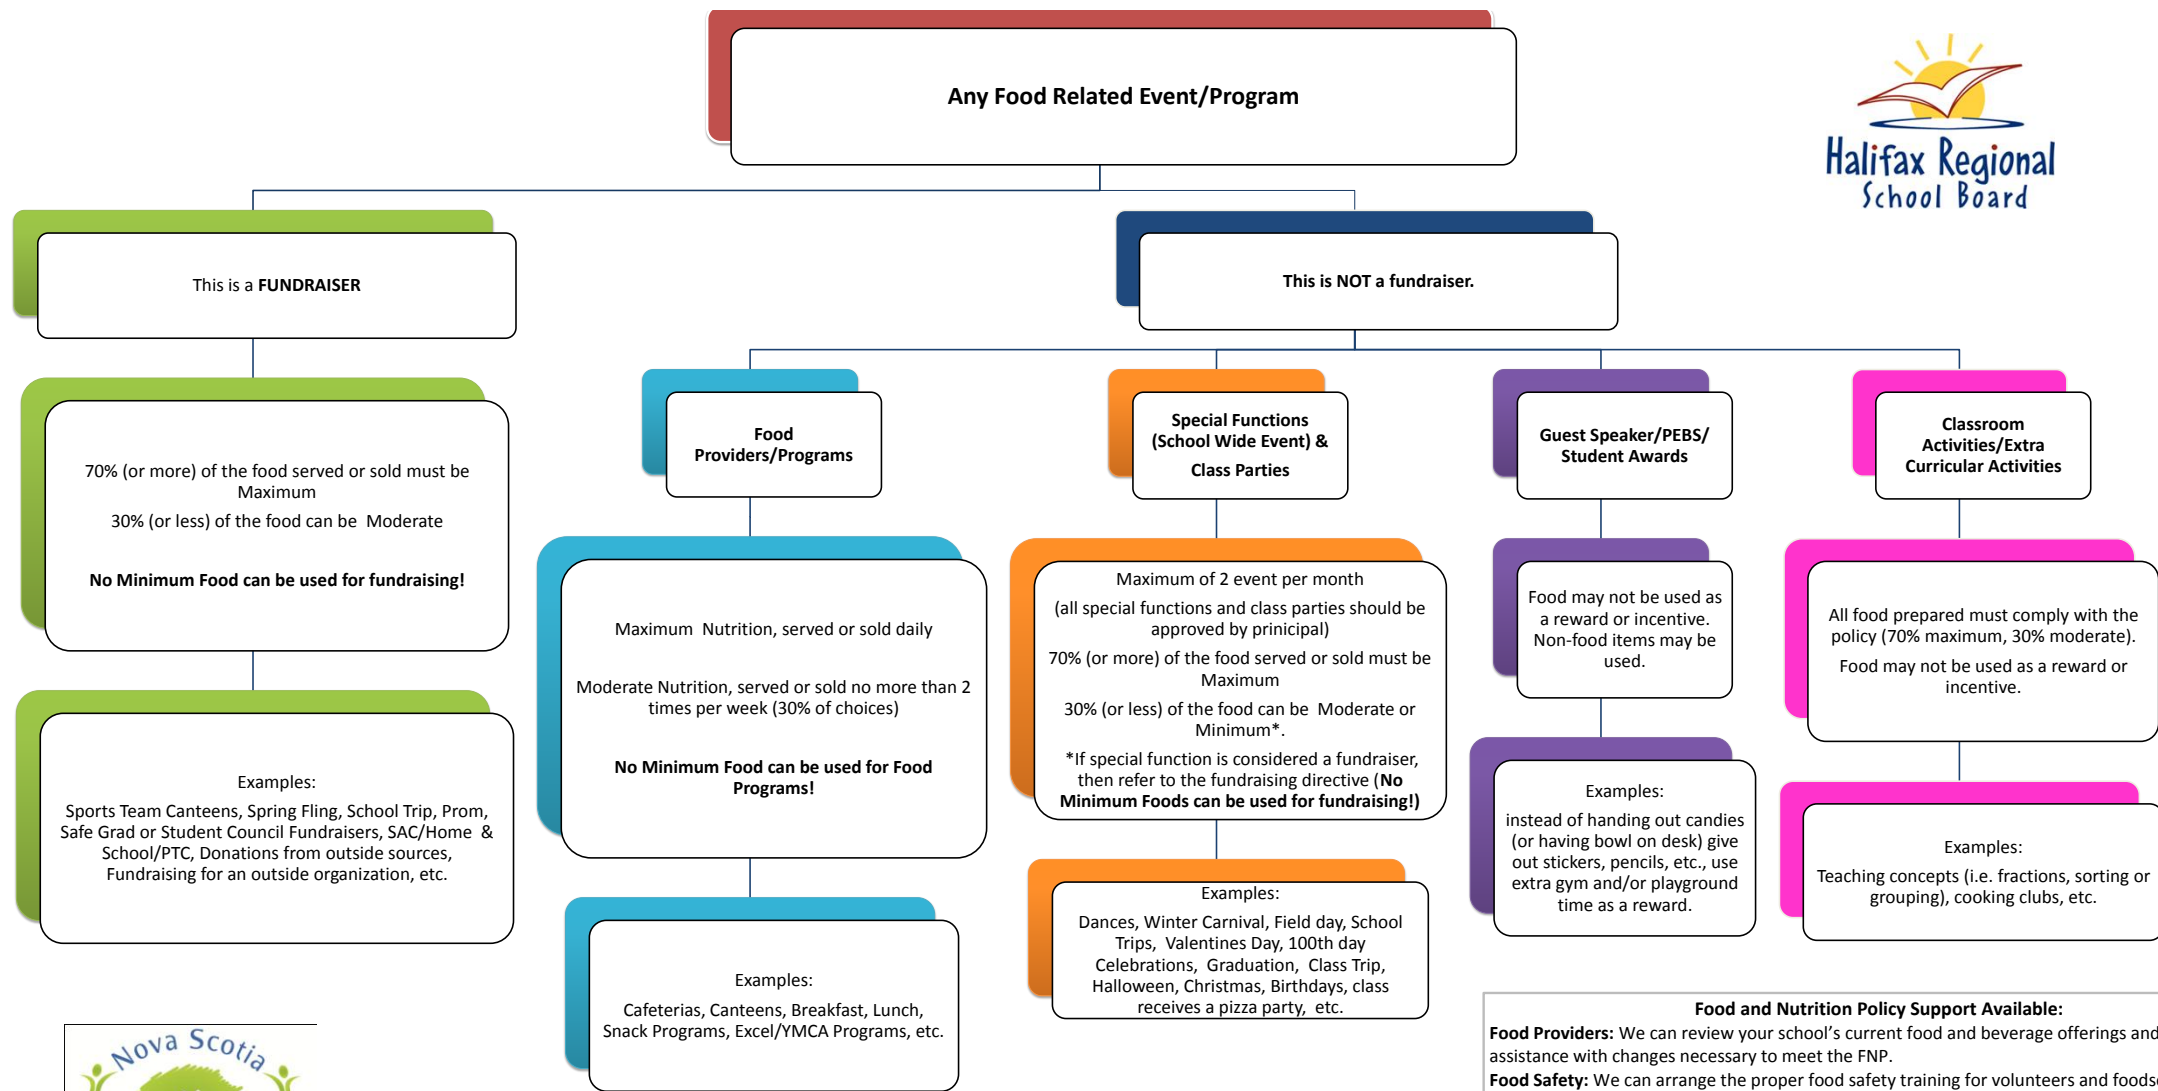 Any Food Related Event/Program
Halifax Regional
School Board
This is a FUNDRAISER
This is NOT a fundraiser.
70% (or more) of the food served or sold must be
Maximum
30% (or less) of the food can be  Moderate
No Minimum Food can be used for fundraising!
Examples:
Sports Team Canteens, Spring Fling, School Trip, Prom,
Safe Grad or Student Council Fundraisers, SAC/Home  &
School/PTC, Donations from outside sources,
Fundraising for an outside organization, etc.
Food
Providers/Programs
Maximum  Nutrition, served or sold daily
Moderate Nutrition, served or sold no more than 2
times per week (30% of choices)
No Minimum Food can be used for Food
Programs!
Examples:
Cafeterias, Canteens, Breakfast, Lunch,
Snack Programs, Excel/YMCA Programs, etc.
Special Functions
(School Wide Event) &
Class Parties
Maximum of 2 event per month
(all special functions and class parties should be
approved by prinicipal)
70% (or more) of the food served or sold must be
Maximum
30% (or less) of the food can be  Moderate or
Minimum*.
*If special function is considered a fundraiser,
then refer to the fundraising directive (No
Minimum Foods can be used for fundraising!)
Examples:
Dances, Winter Carnival, Field day, School
Trips,  Valentines Day, 100th day
Celebrations,  Graduation,  Class Trip,
Halloween, Christmas, Birthdays, class
receives a pizza party,  etc.
Guest Speaker/PEBS/
Student Awards
Food may not be used as
a reward or incentive.
Non-food items may be
used.
Examples:
instead of handing out candies
(or having bowl on desk) give
out stickers, pencils, etc., use
extra gym and/or playground
time as a reward.
Classroom
Activities/Extra
Curricular Activities
All food prepared must comply with the
policy (70% maximum, 30% moderate).
Food may not be used as a reward or
incentive.
Examples:
Teaching concepts (i.e. fractions, sorting or
grouping), cooking clubs, etc.
Nova Scotia
Food and Nutrition Policy Support Available:
Food Providers: We can review your school's current food and beverage offerings and
assistance with changes necessary to meet the FNP.
Food Safety: We can arrange the proper food safety training for volunteers and